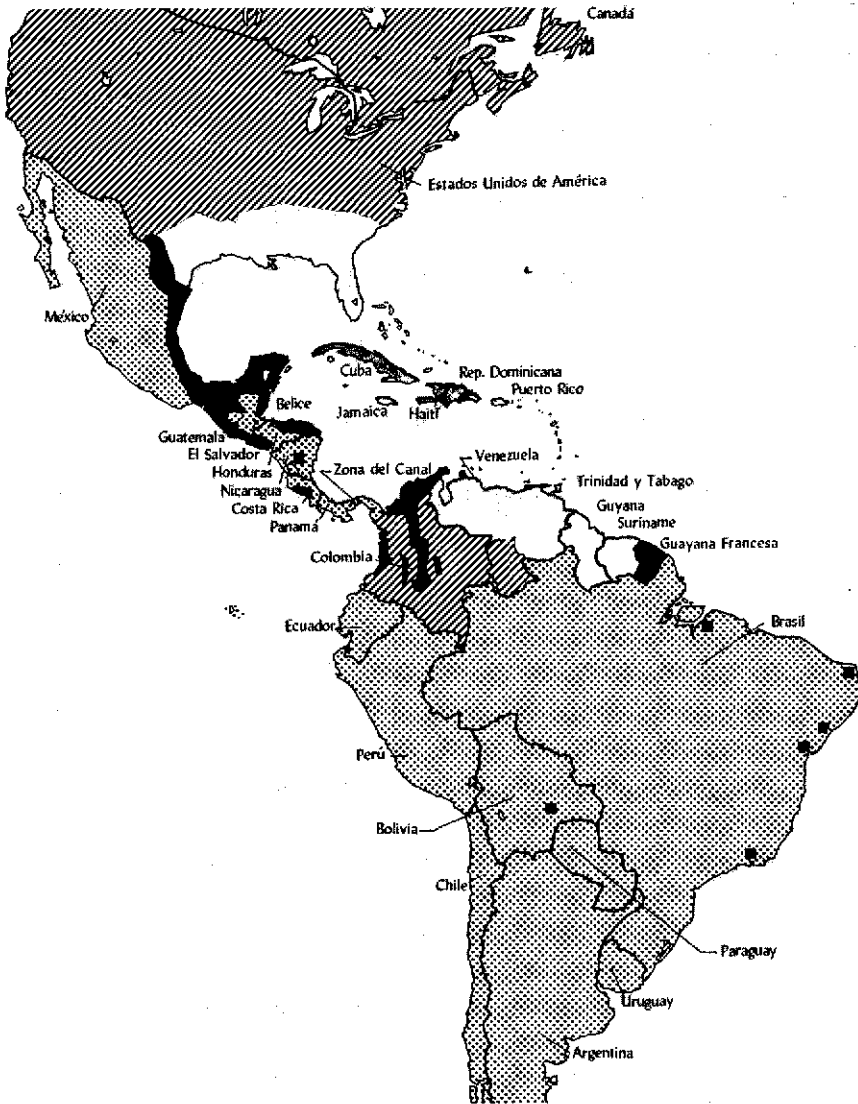 Canadá
Estados Unidos de América
México
Cuba
Rep. Dominicana
Puerto Rico
Belice
Jamaica
Haití
Guatemala
El Salvador
Honduras
Nicaragua
Costa Rica
Panamá
Zona del Canal
Venezuela
Trinidad y Tabago
Guyana
Suriname
Guayana Francesa
Colombia
Ecuador
Brasil
Perú
Bolivia
Chile
Paraguay
Uruguay
Argentina